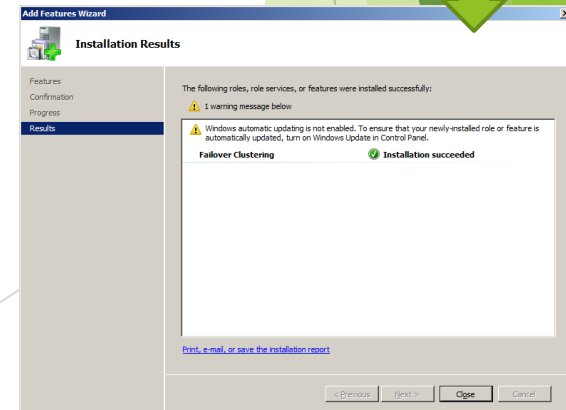 Add Features Wizard
Installation Results
Features
Confirmation
Progress
Results
The following roles, role services, or features were installed successfully:
1 warning message below
Windows automatic updating is not enabled. To ensure that your newly-installed role or feature is
automatically updated, turn on Windows Update in Control Panel.
Failover Clustering Installation succeeded
Print, e-mail, or save the installation report
< Previous Next > Close Cancel